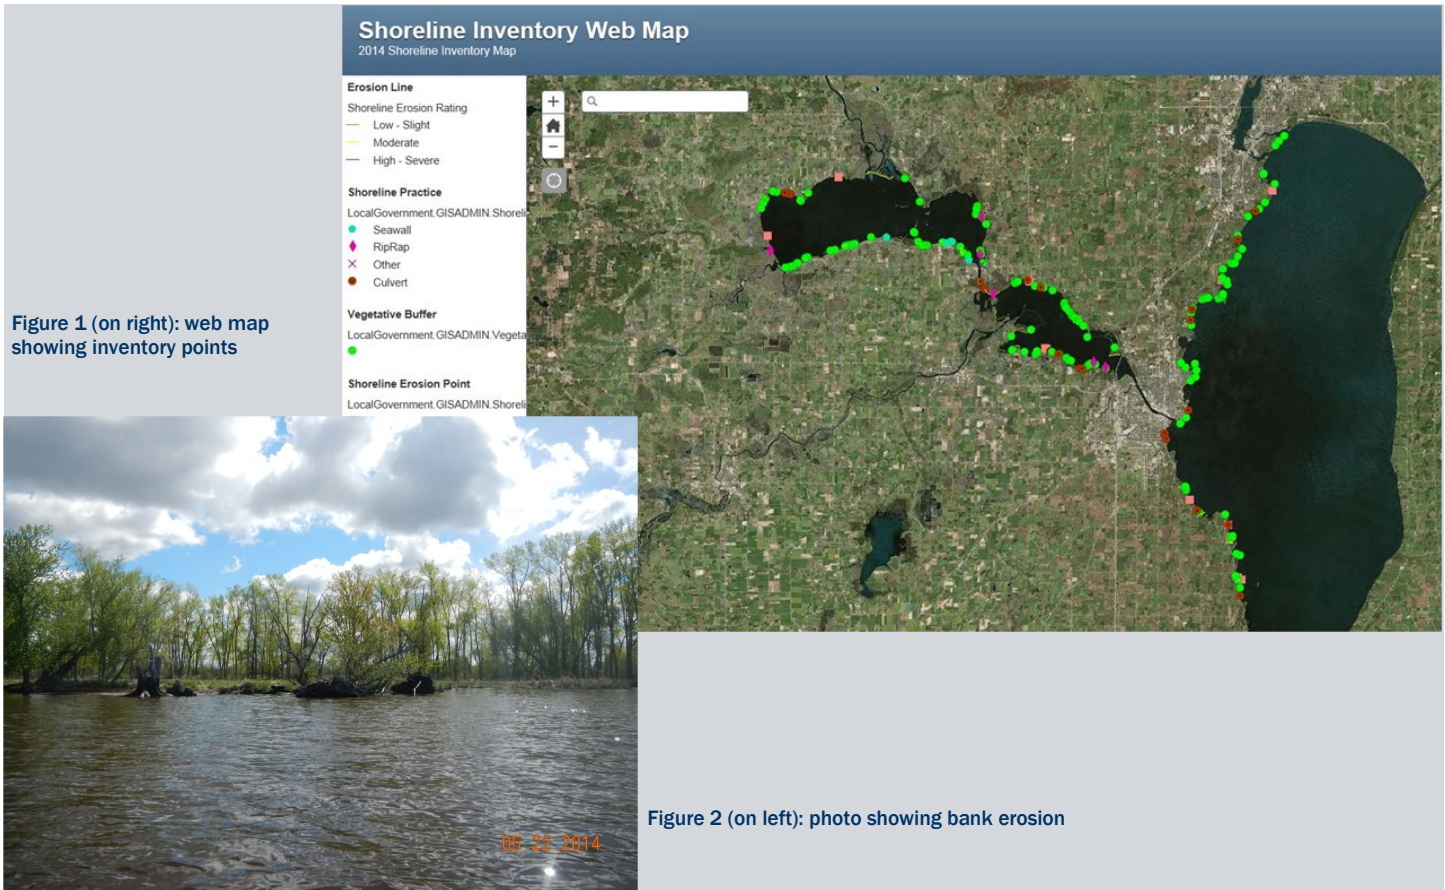 Shoreline Inventory Web Map
2014 Shoreline Inventory Map
Erosion Line
Shoreline Erosion Rating
Low - Slight
Moderate
High - Severe
Shoreline Practice
LocalGovernment.GISADMIN.Shoreli
Seawall
RipRap
Other
Culvert
Vegetative Buffer
LocalGovernment.GISADMIN.Vegeta
Shoreline Erosion Point
LocalGovernment.GISADMIN.Shoreli
Figure 1 (on right): web map
showing inventory points
05 22 2014
Figure 2 (on left): photo showing bank erosion